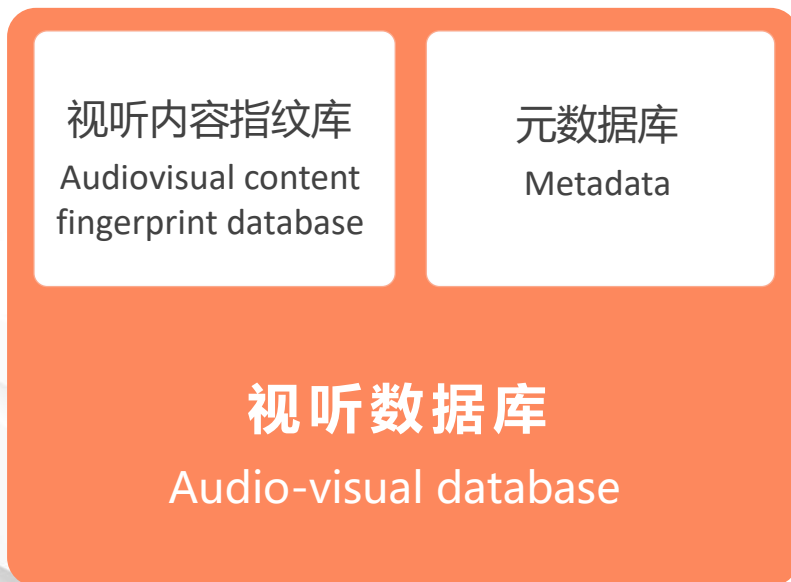 视听内容指纹库
Audiovisual content
fingerprint database
元数据库
Metadata
视听数据库
Audio-visual database